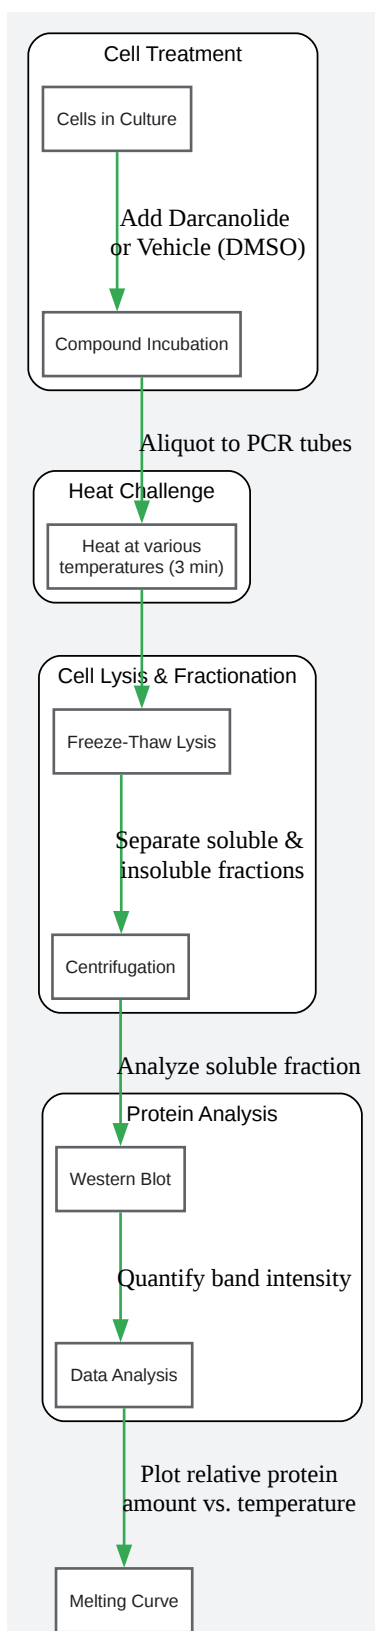 Cell Treatment
Cells in Culture
Add Darcanolide
or Vehicle (DMSO)
Compound Incubation
Aliquot to PCR tubes
Heat Challenge
Heat at various
temperatures (3 min)
Cell Lysis & Fractionation
Freeze-Thaw Lysis
Separate soluble &
insoluble fractions
Centrifugation
Analyze soluble fraction
Protein Analysis
Western Blot
Quantify band intensity
Data Analysis
Plot relative protein
amount vs. temperature
Melting Curve